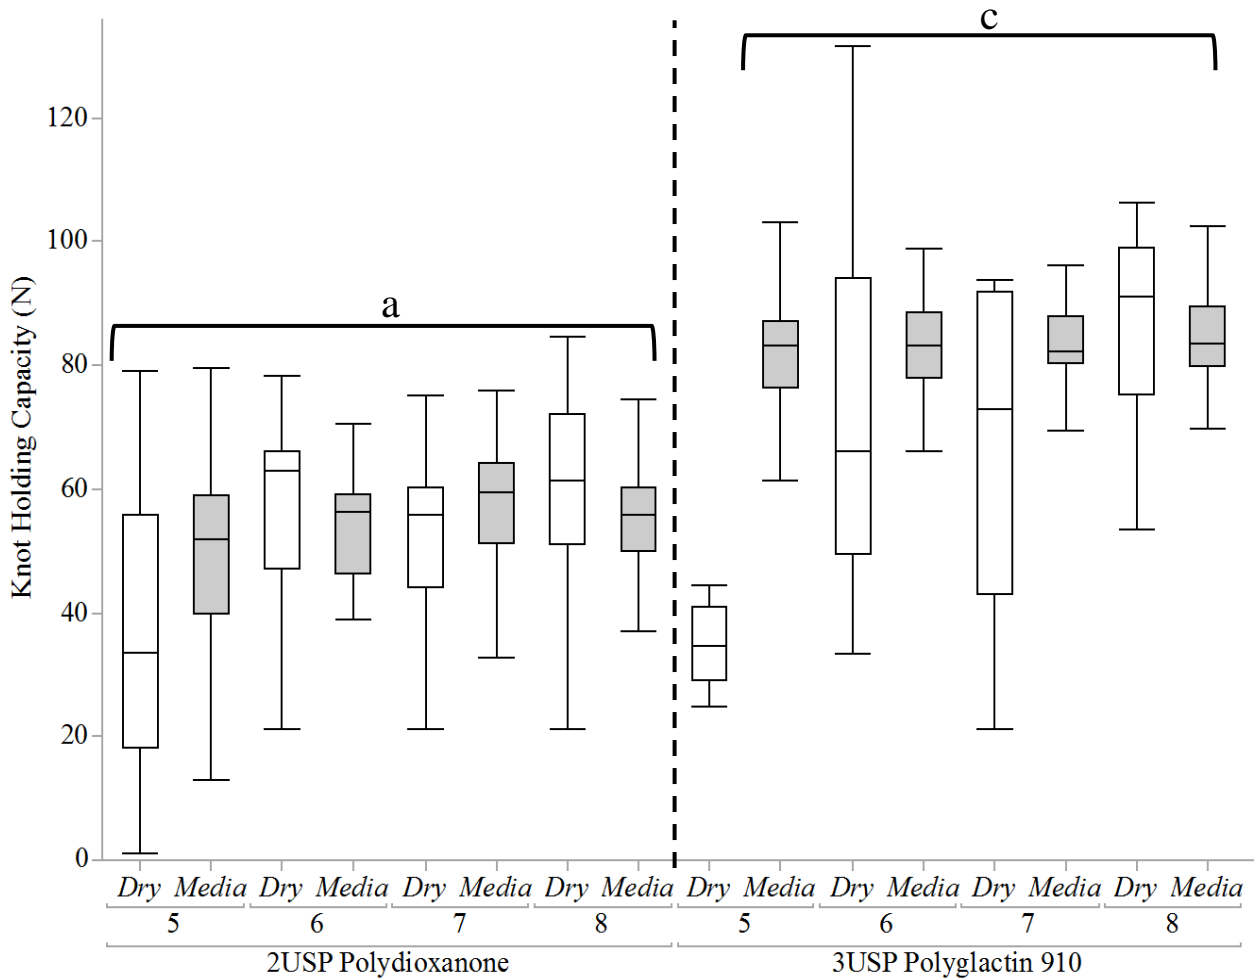 c
120
100
a
80
60
40
20
0
Knot Holding Capacity (N)
Dry Media Dry Media Dry Media Dry Media Dry Media Dry Media Dry Media Dry Media
5 6 7 8 5 6 7 8
2USP Polydioxanone 3USP Polyglactin 910